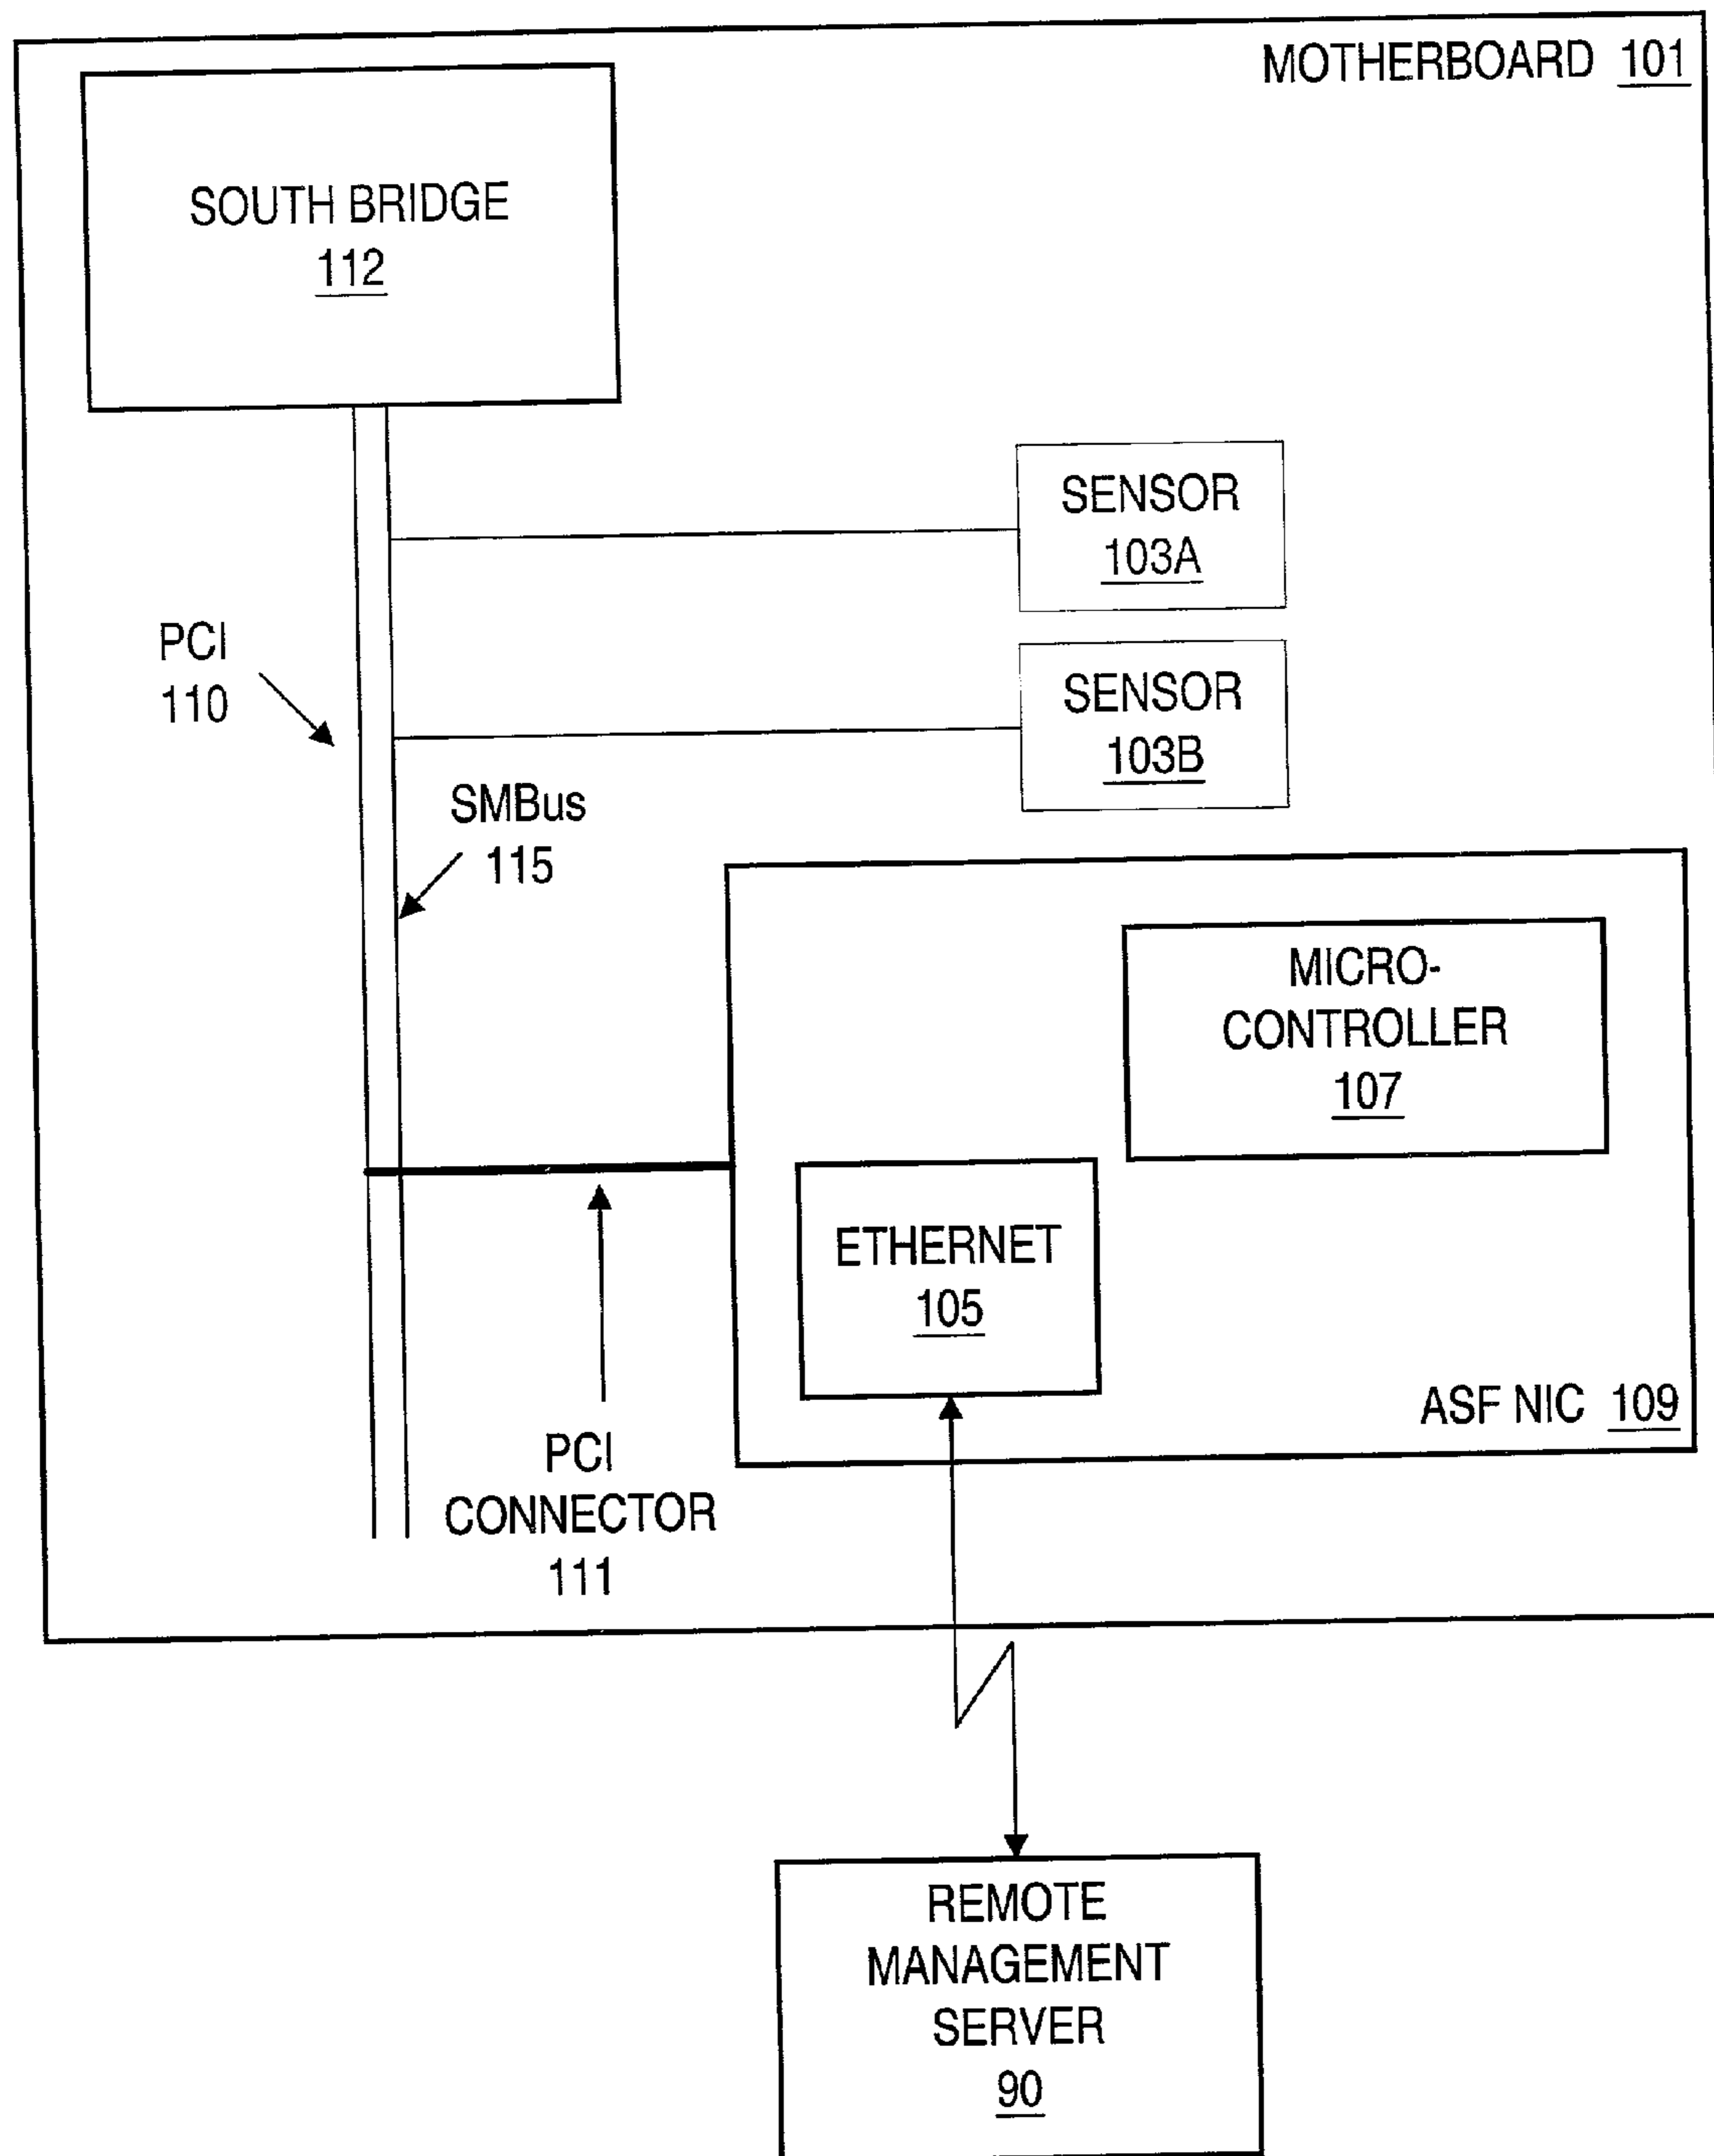 MOTHERBOARD 101
SOUTH BRIDGE
112
SENSOR
103A
PCI
110
SENSOR
103B
SMBus
115
MICRO-
CONTROLLER
107
ETHERNET
105
ASF NIC 109
PCI
CONNECTOR
111
REMOTE
MANAGEMENT
SERVER
90